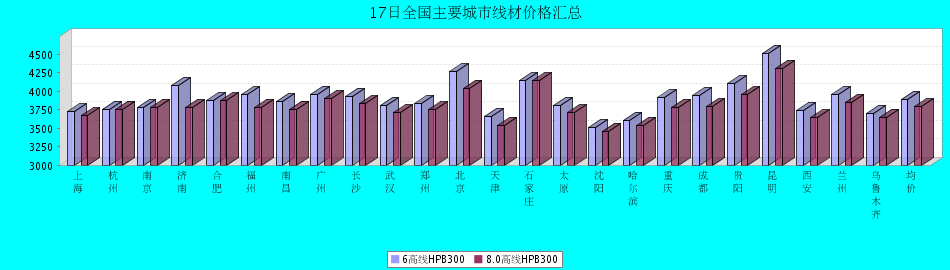 17日全国主要城市线材价格汇总
4500
4250
4000
3750
3500
3250
3000
上海
杭州
南京
济南
合肥
福州
南昌
广州
长沙
武汉
郑州
北京
天津
石家庄
太原
沈阳
哈尔滨
重庆
成都
贵阳
昆明
西安
兰州
乌鲁木齐
均价
6高线HPB300
8.0高线HPB300